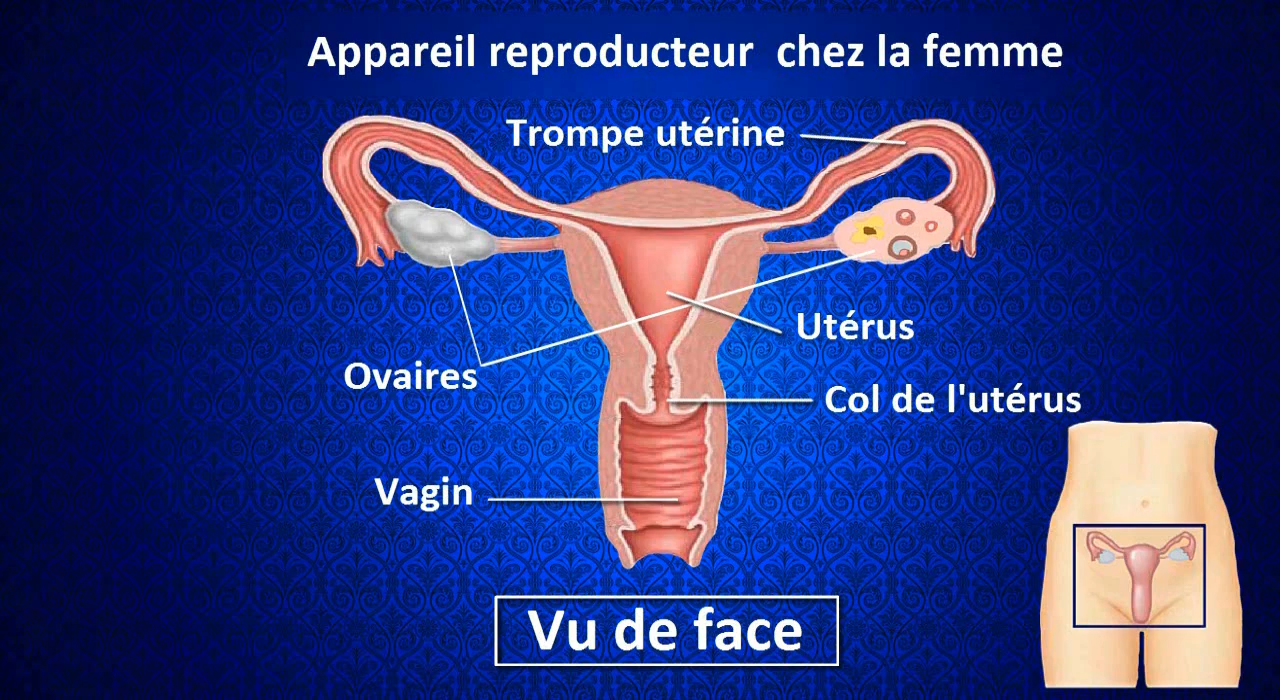 Appareil reproducteur chez la femme
Trompe utérine
Utérus
Ovaires
Col de l'utérus
Vagin
Vu de face